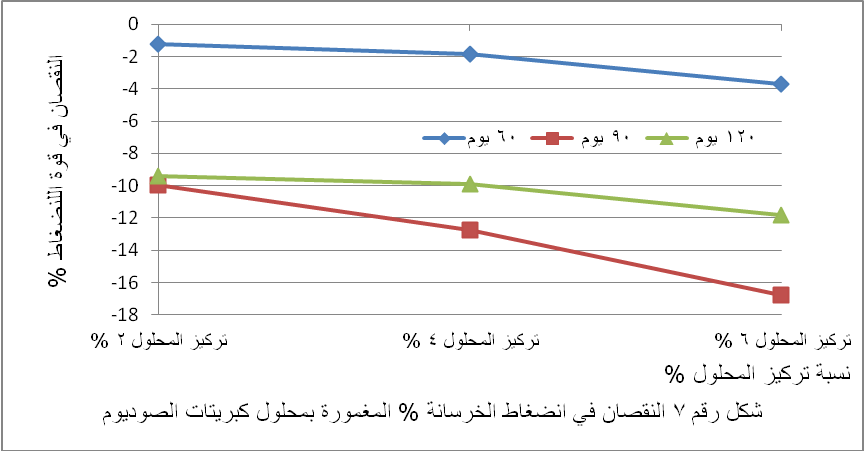 0
-2
-4
-6
-8
-10
-12
-14
-16
-18
النقصان في قوة اللنضغاط %
٦٠ يوم ٩٠ يوم ١٢٠ يوم
تركيز المحلول ٢ % تركيز المحلول ٤ % تركيز المحلول ٦ %
نسبة تركيز المحلول %
شكل رقم ٧ النقصان في انضغاط الخرسانة % المغمورة بمحلول كبريتات الصوديوم